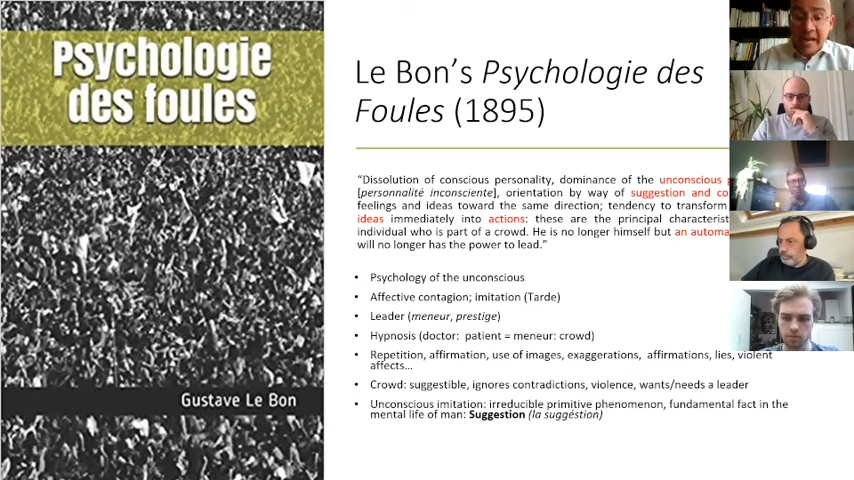 Psychologie
des foules
Gustave Le Bon
Le Bon's Psychologie des
Foules (1895)
“Dissolution of conscious personality, dominance of the unconscious
[personnalité inconsciente], orientation by way of suggestion and
feelings and ideas toward the same direction; tendency to transform
ideas immediately into actions: these are the principal
individual who is part of a crowd. He is no longer himself but an
will no longer has the power to lead.”
• Psychology of the unconscious
• Affective contagion; imitation (Tarde)
• Leader (meneur, prestige)
• Hypnosis (doctor: patient = meneur: crowd)
• Repetition, affirmation, use of images, exaggerations, affirmations, lies, violent
affects...
• Crowd: suggestible, ignores contradictions, violence, wants/needs a leader
• Unconscious imitation: irreducible primitive phenomenon, fundamental fact in the
mental life of man: Suggestion (la suggéstion)